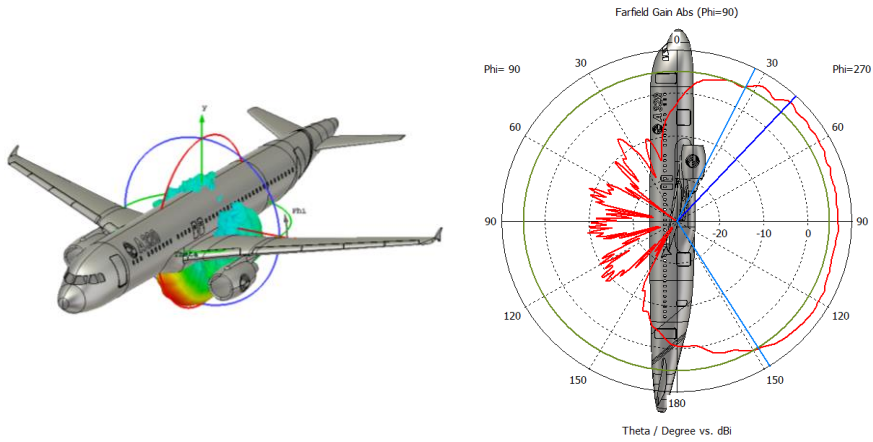 y
Phi
Farfield Gain Abs (Phi=90)
Phi= 90
Phi=270
0
30
30
60
60
90
90
-20
-10
0
120
120
150
150
180
Theta / Degree vs. dBi